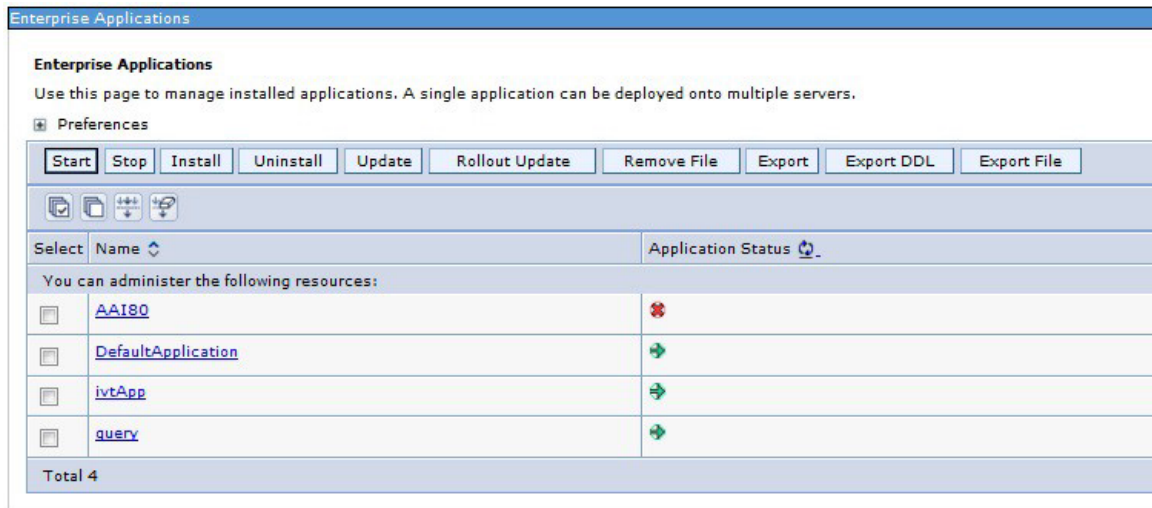 Enterprise Applications
Enterprise Applications
Use this page to manage installed applications. A single application can be deployed onto multiple servers.
Preferences
Start Stop Install Uninstall Update Rollout Update Remove File Export Export DDL Export File
Select Name Application Status
You can administer the following resources:
AAI80
DefaultApplication
ivtApp
query
Total 4